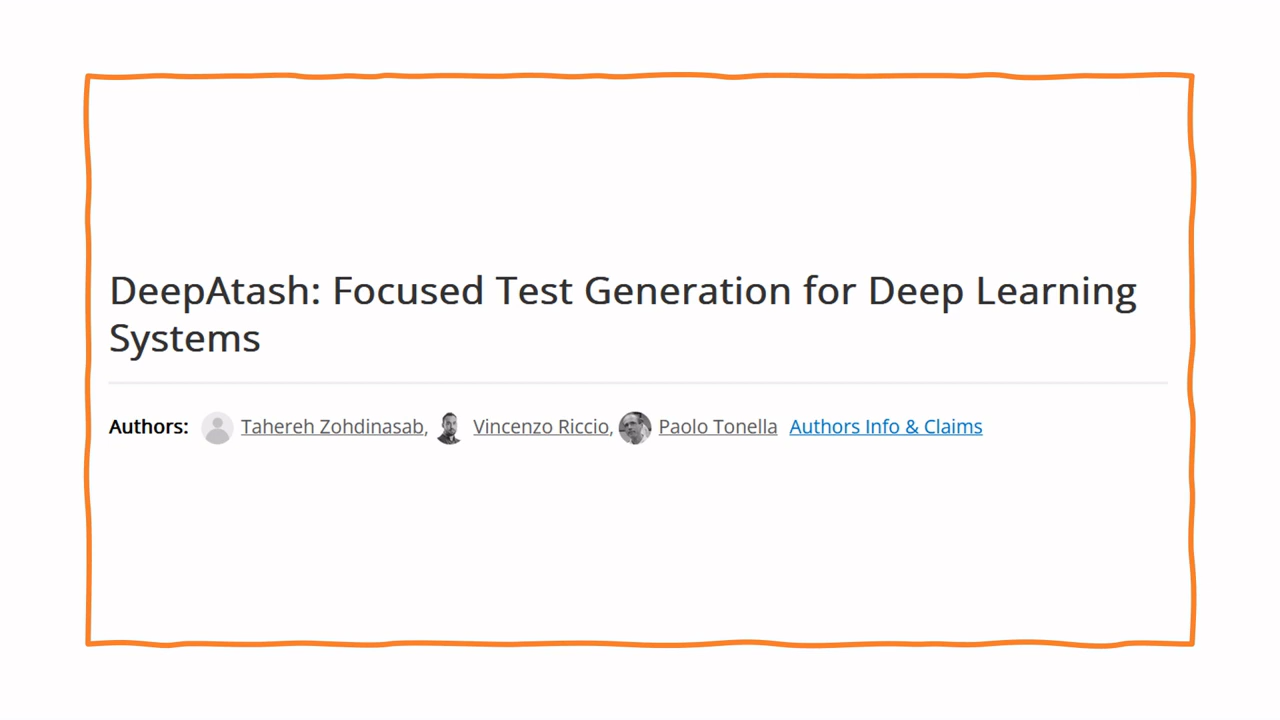 DeepAtash: Focused Test Generation for Deep Learning
Systems
Authors: Tahereh Zohdinasab, Vincenzo Riccio, Paolo Tonella Authors Info & Claims